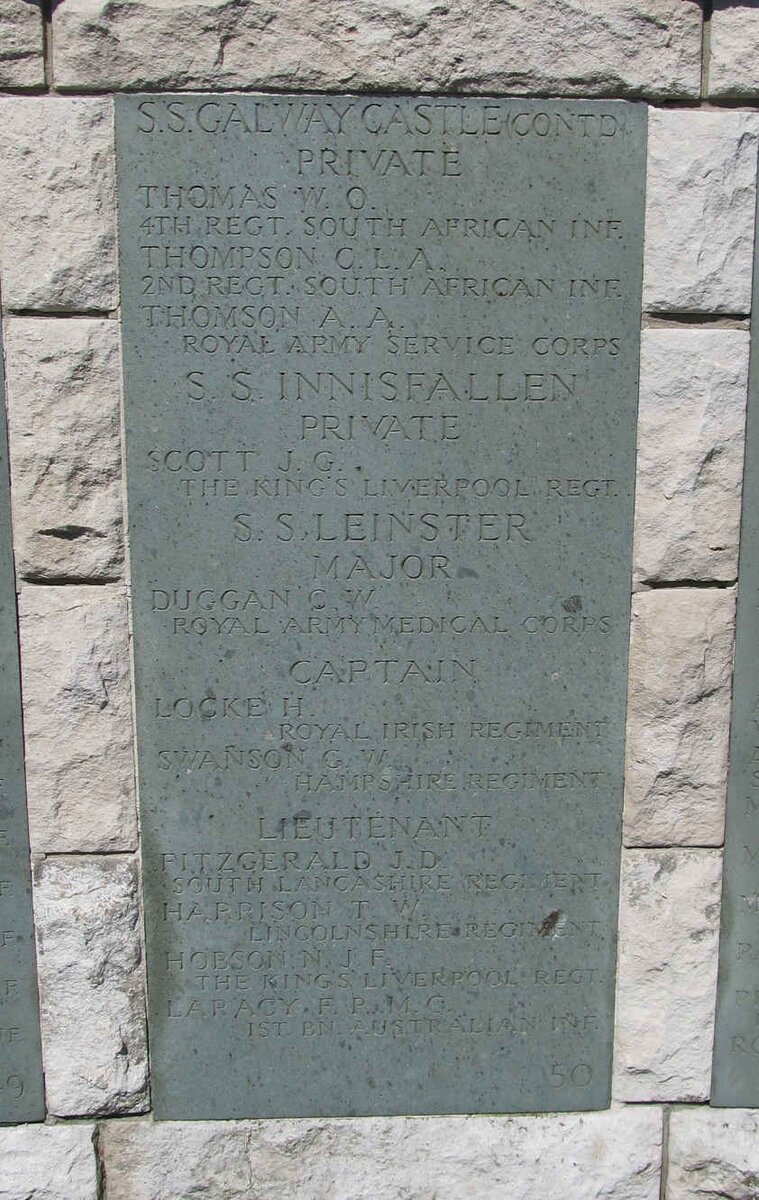 S.S. GALWAY CASTLE (CONTD)
PRIVATE
THOMAS W. O.
4TH REGT. SOUTH AFRICAN INF.
THOMPSON C. L. A.
2ND REGT. SOUTH AFRICAN INF.
THOMSON A. A.
ROYAL ARMY SERVICE CORPS
S. S. INNISFALLEN
PRIVATE
SCOTT J. G.
THE KING'S LIVERPOOL REGT.
S. S. LEINSTER
MAJOR
DUGGAN C. W.
ROYAL ARMY MEDICAL CORPS
CAPTAIN
LOCKE H.
ROYAL IRISH REGIMENT
SWANSON G. W.
HAMPSHIRE REGIMENT
LIEUTENANT
FITZGERALD J. D.
SOUTH LANCASHIRE REGIMENT
HARRISON T. W.
LINCOLNSHIRE REGIMENT
HOBSON N. J. F.
THE KING'S LIVERPOOL REGT.
LARACY F. P. M. C.
1ST BN. AUSTRALIAN INF.
50